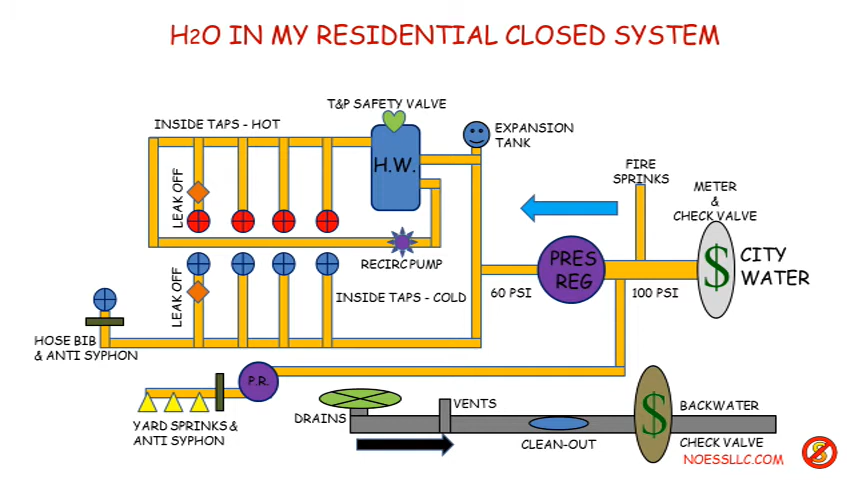 H2O IN MY RESIDENTIAL CLOSED SYSTEM
T&P SAFETY VALVE
INSIDE TAPS - HOT
EXPANSION
TANK
H.W.
FIRE
SPRINKS
METER
&
CHECK VALVE
LEAK OFF
PRES
REG
$
CITY
WATER
RECIRC PUMP
60 PSI
100 PSI
LEAK OFF
INSIDE TAPS - COLD
HOSE BIB
& ANTI SYPHON
P.R.
YARD SPRINKS &
ANTI SYPHON
DRAINS
VENTS
CLEAN-OUT
$
BACKWATER
CHECK VALVE
NOESSLLC.COM
S